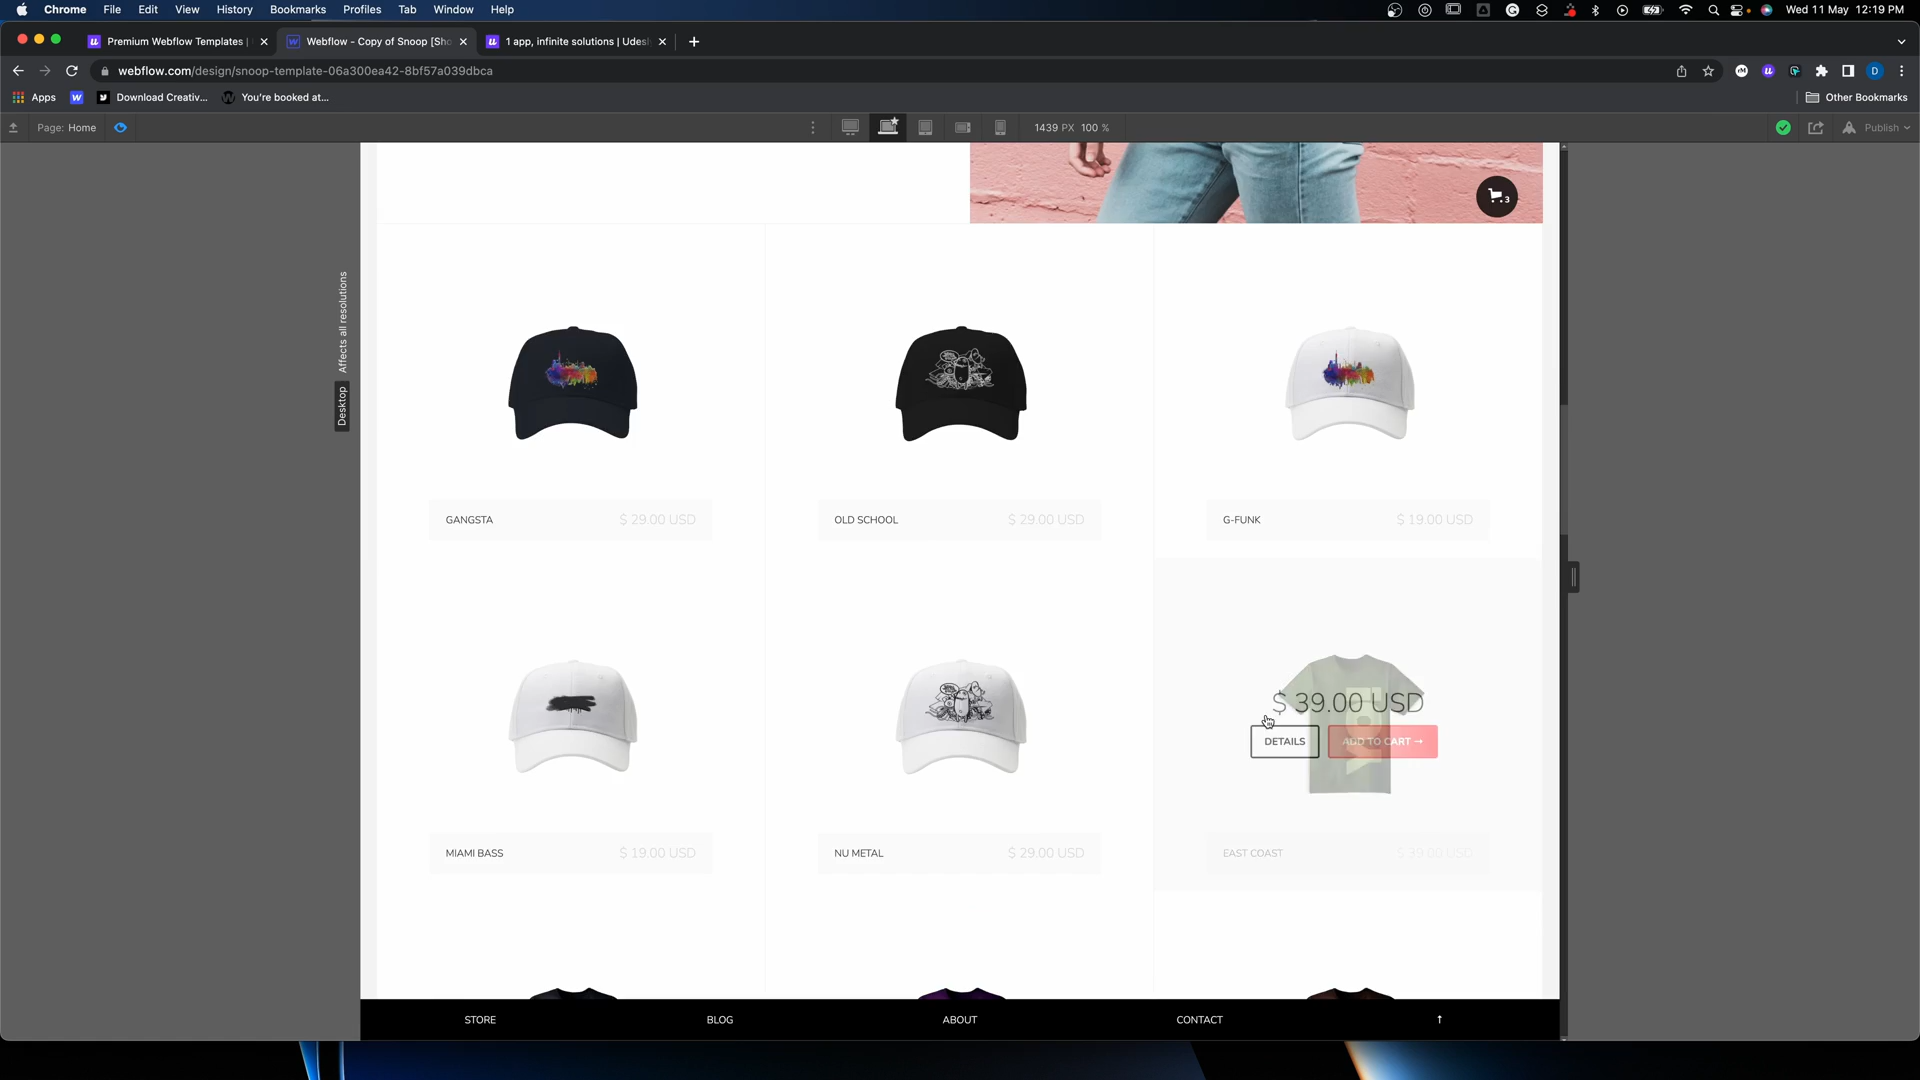 Chrome File Edit View History Bookmarks Profiles Tab Window Help
Wed 11 May 12:19 PM
Premium Webflow Templates |
Webflow - Copy of Snoop [Sho
1 app, infinite solutions | Udes
webflow.com/design/snoop-template-06a300ea42-8bf57a039dbca
D
Apps
Download Creativ...
You're booked at...
Other Bookmarks
Page: Home
1439 PX 100 %
Publish
Affects all resolutions
Desktop
3
GANGSTA $ 29.00 USD
OLD SCHOOL $ 29.00 USD
G-FUNK $ 19.00 USD
$ 39.00 USD
DETAILS
ADD TO CART →
MIAMI BASS $ 19.00 USD
NU METAL $ 29.00 USD
EAST COAST $ 39.00 USD
STORE
BLOG
ABOUT
CONTACT
↑